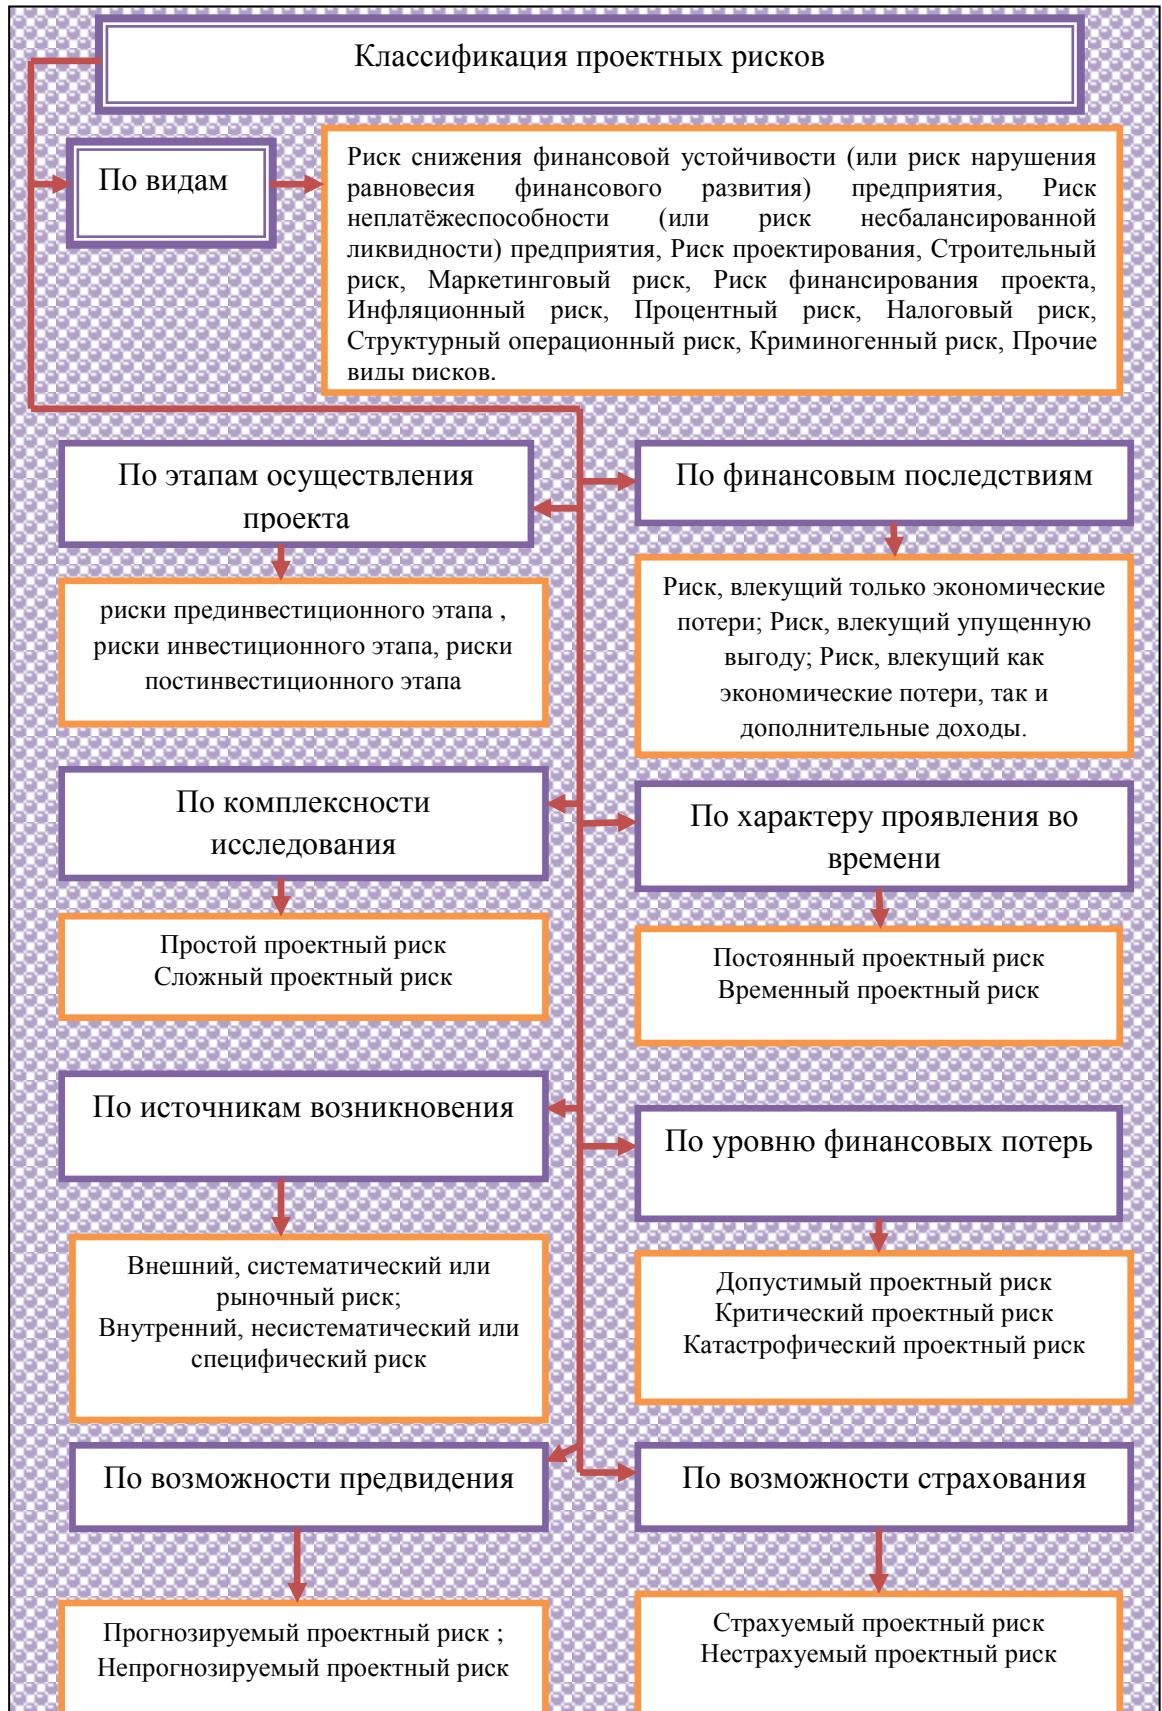 Классификация проектных рисков
По видам
Риск снижения финансовой устойчивости (или риск нарушения
равновесия финансового развития) предприятия, Риск
неплатёжеспособности (или риск несбалансированной
ликвидности) предприятия, Риск проектирования, Строительный
риск, Маркетинговый риск, Риск финансирования проекта,
Инфляционный риск, Процентный риск, Налоговый риск,
Структурный операционный риск, Криминогенный риск, Прочие
виды рисков.
По этапам осуществления
проекта
По финансовым последствиям
риски прединвестиционного этапа ,
риски инвестиционного этапа, риски
постинвестиционного этапа
Риск, влекущий только экономические
потери; Риск, влекущий упущенную
выгоду; Риск, влекущий как
экономические потери, так и
дополнительные доходы.
По комплексности
исследования
По характеру проявления во
времени
Простой проектный риск
Сложный проектный риск
Постоянный проектный риск
Временный проектный риск
По источникам возникновения
По уровню финансовых потерь
Внешний, систематический или
рыночный риск;
Внутренний, несистематический или
специфический риск
Допустимый проектный риск
Критический проектный риск
Катастрофический проектный риск
По возможности предвидения
По возможности страхования
Прогнозируемый проектный риск ;
Непрогнозируемый проектный риск
Страхуемый проектный риск
Нестрахуемый проектный риск